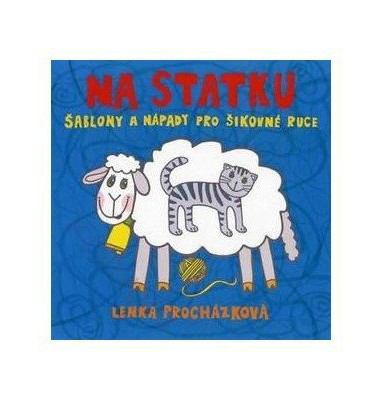 NA STATKU
ŠABLONY A NÁPADY PRO ŠIKOVNÉ RUCE
LENKA PROCHÁZKOVÁ